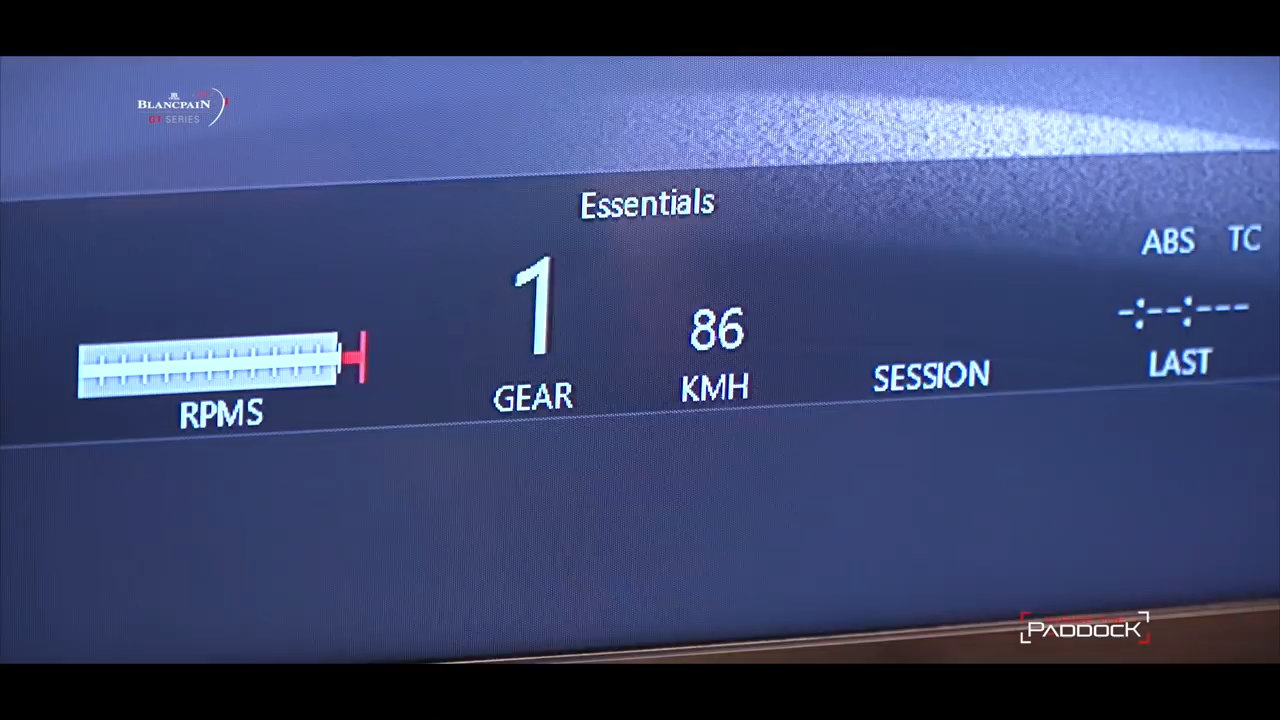 BLANCPAIN
GT SERIES
Essentials
ABS TC
1
86
-:--:---
GEAR
KMH
SESSION
LAST
RPMS
PADDOCK